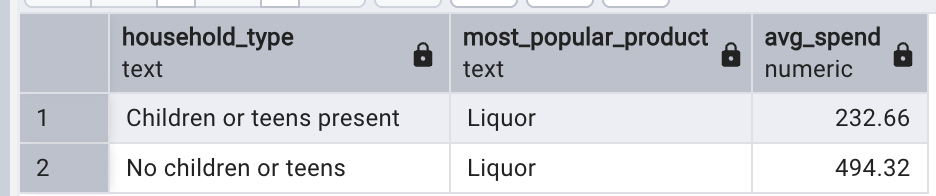 household_type most_popular_product avg_spend
text text numeric
1 Children or teens present Liquor 232.66
2 No children or teens Liquor 494.32